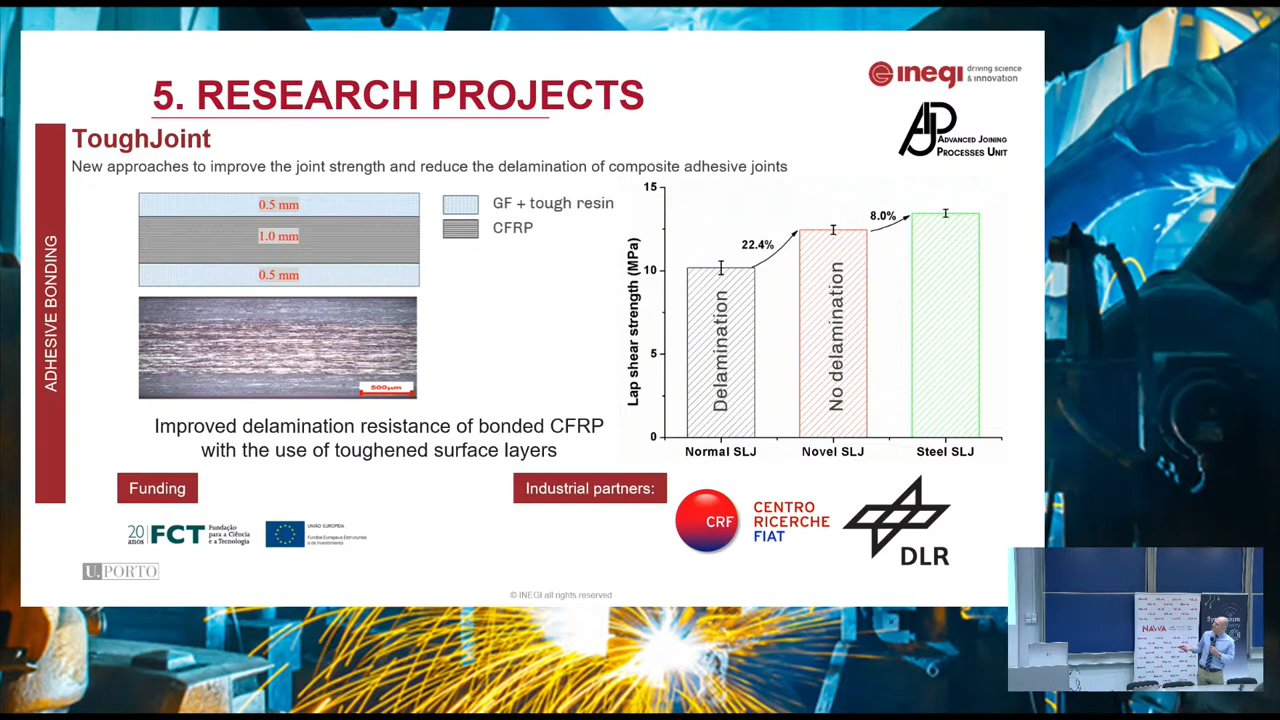 5. RESEARCH PROJECTS
inegi driving science & innovation
ToughJoint
ADVANCED JOINING
PROCESSES UNIT
New approaches to improve the joint strength and reduce the delamination of composite adhesive joints
ADHESIVE BONDING
0.5 mm
1.0 mm
0.5 mm
GF + tough resin
CFRP
500µm
Improved delamination resistance of bonded CFRP
with the use of toughened surface layers
Lap shear strength (MPa)
15
10
5
0
22.4%
8.0%
Delamination
No delamination
Normal SLJ
Novel SLJ
Steel SLJ
Funding
20 anos FCT Fundação
para a Ciência
e a Tecnologia
UNIÃO EUROPEIA
Fundos Europeus Estruturais
e de Investimento
U. PORTO
Industrial partners:
CRF
CENTRO
RICERCHE
FIAT
DLR
© INEGI all rights reserved
NAWA